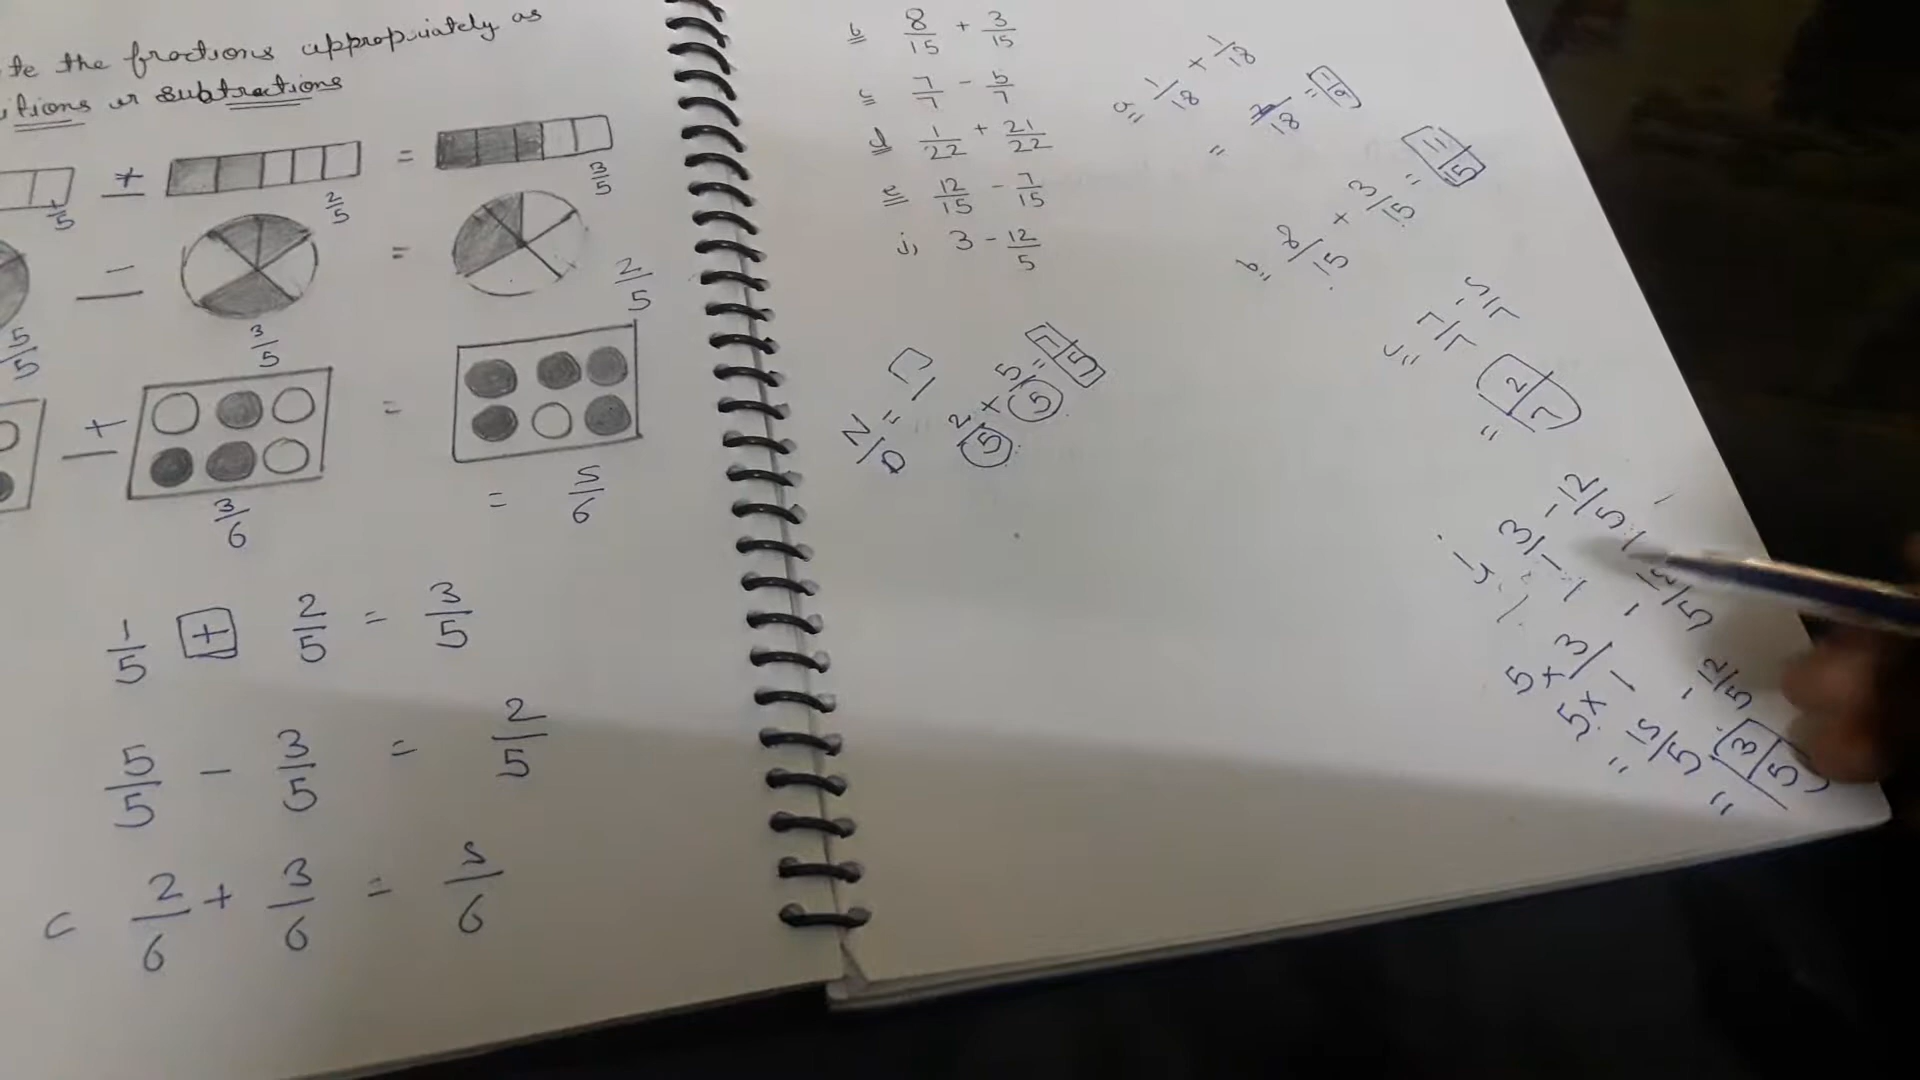 te the fractions appropriately as
itions or subtractions
1/5 + 2/5 = 3/5
5/5 - 3/5 = 2/5
+ 3/6 = 5/6
1/5 + 2/5 = 3/5
5/5 - 3/5 = 2/5
c 2/6 + 3/6 = 5/6
b 8/15 + 3/15
c 7/7 - 5/7
d 1/22 + 21/22
e 12/15 - 7/15
j, 3 - 12/5
N/D =
2/5 + 5/5 = 7/5
a 1/18 + 1/18
= 2/18 = 1/9
b, 8/15 + 3/15 = 11/15
c, 7/7 - 5/7
= 2/7
j, 3/1 - 12/5
- 12/5
5 x 3/5 x 1 - 12/5
= 15/5
= 3/5